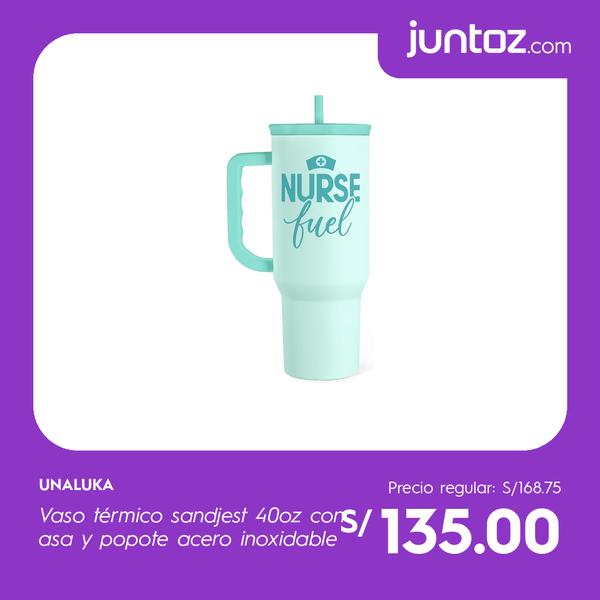 juntoz.com
NURSE
fuel
UNALUKA
Vaso térmico sandjest 40oz con
asa y popote acero inoxidable
Precio regular: S/168.75
S/ 135.00